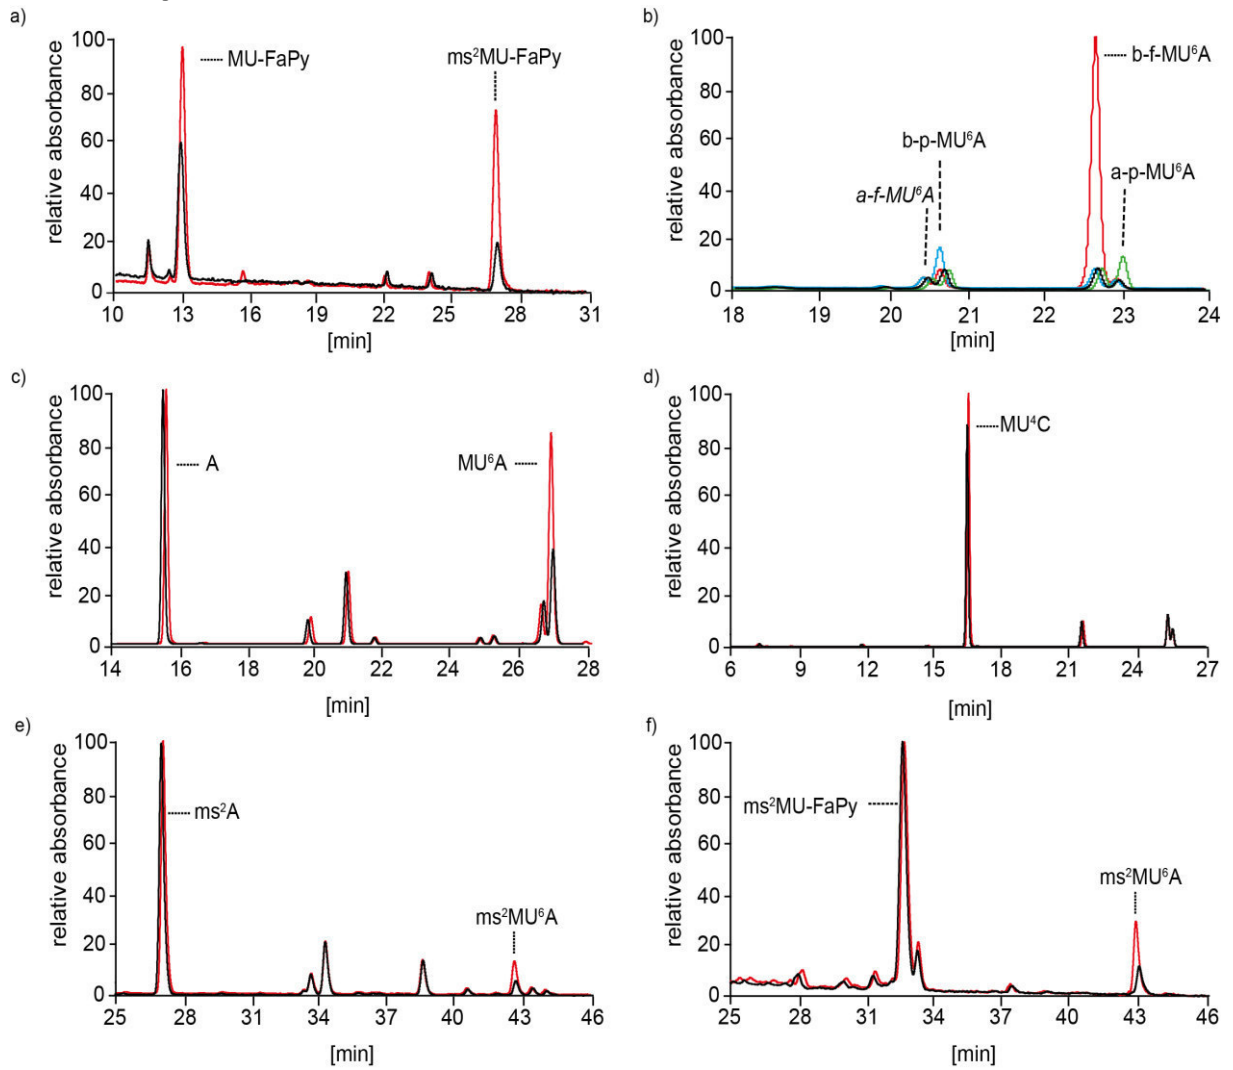 a)
relative absorbance
100
80
60
40
20
0
MU-FaPy
ms²MU-FaPy
10 13 16 19 22 25 28 31
[min]
b)
relative absorbance
100
80
60
40
20
0
b-f-MU⁶A
b-p-MU⁶A
a-p-MU⁶A
a-f-MU⁶A
18 19 20 21 22 23 24
[min]
c)
relative absorbance
100
80
60
40
20
0
A
MU⁶A
14 16 18 20 22 24 26 28
[min]
d)
relative absorbance
100
80
60
40
20
0
MU⁴C
6 9 12 15 18 21 24 27
[min]
e)
relative absorbance
100
80
60
40
20
0
ms²A
ms²MU⁶A
25 28 31 34 37 40 43 46
[min]
f)
relative absorbance
100
80
60
40
20
0
ms²MU-FaPy
ms²MU⁶A
25 28 31 34 37 40 43 46
[min]